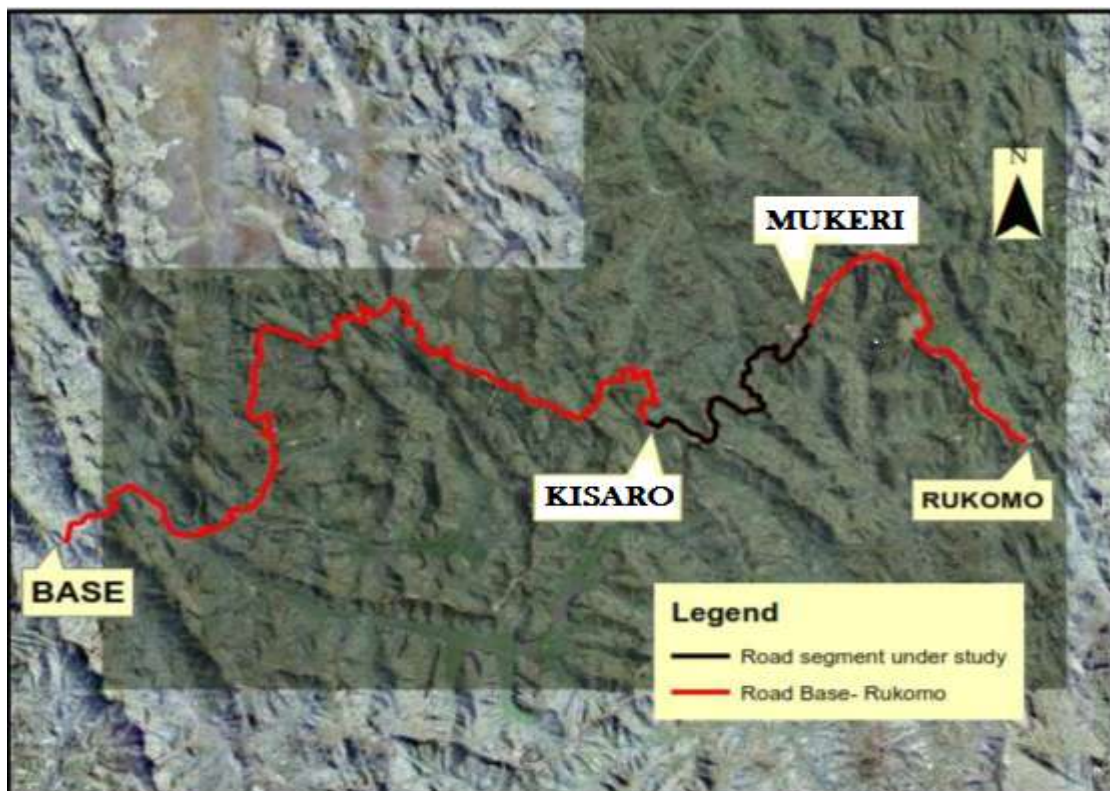 N
MUKERI
KISARO
RUKOMO
BASE
Legend
Road segment under study
Road Base- Rukomo